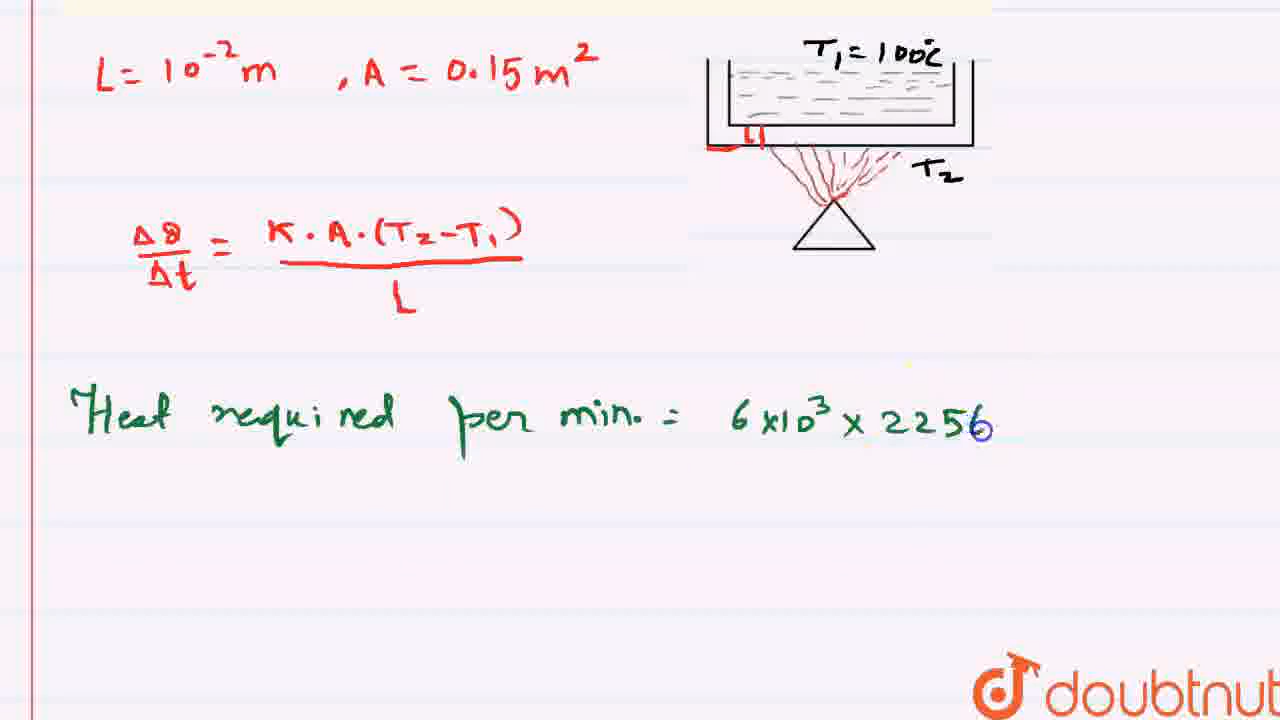 L = 10⁻² m , A = 0.15 m²
T₁ = 100°C
T₂
ΔQ/Δt = K · A · (T₂ - T₁)/L
Heat required per min. = 6 × 10³ × 2256
doubtnut